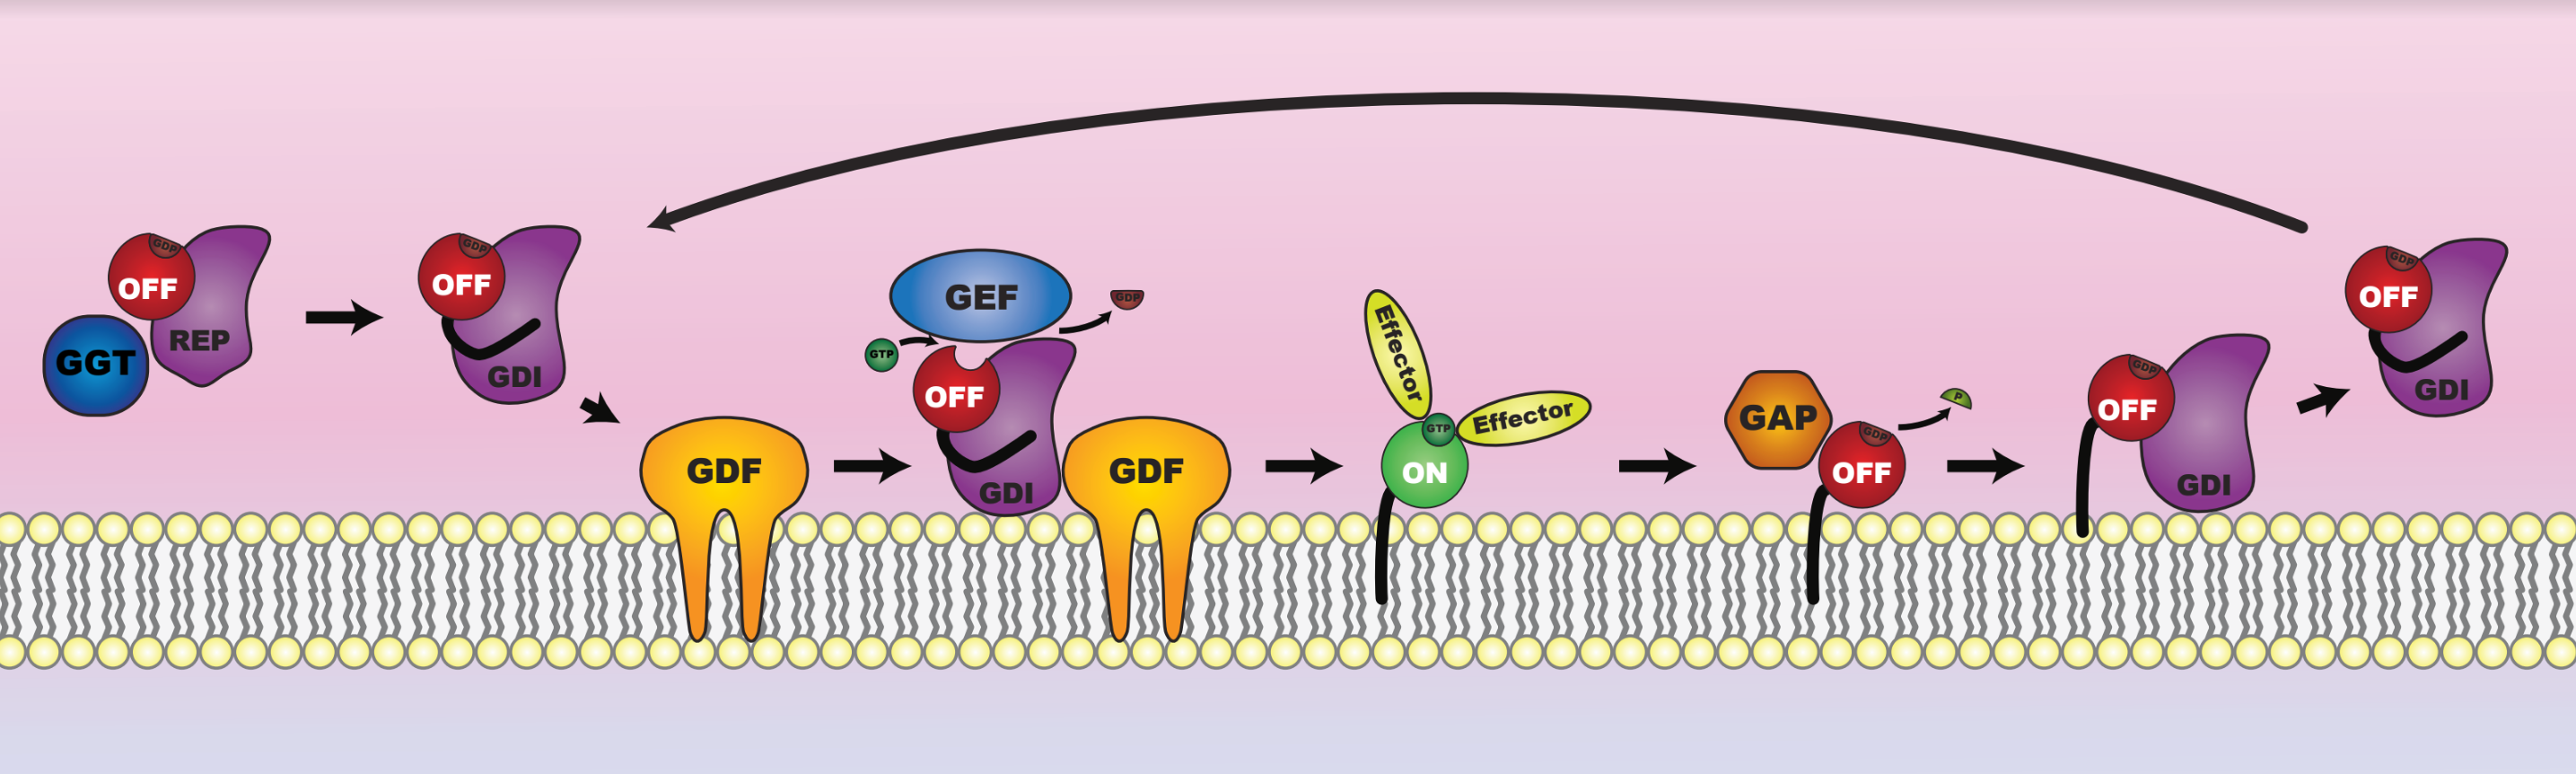 GDP
OFF
REP
GGT
GDP
OFF
GDI
GDF
GEF
GDP
GTP
OFF
GDI
GDF
Effector
Effector
GTP
ON
GAP
GDP
OFF
P
GDP
OFF
GDI
GDP
OFF
GDI